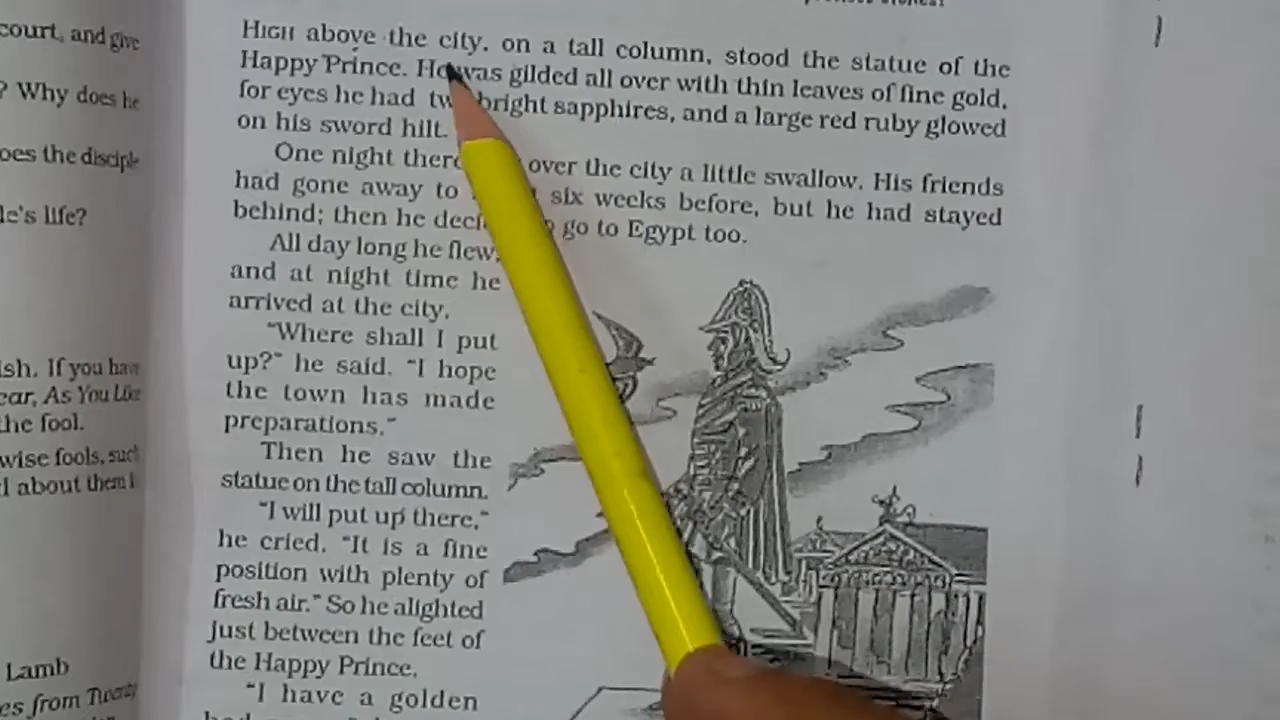 court, and give
? Why does he
oes the disciple
le's life?
sh. If you have
ear, As You Like
the fool.
wise fools, such
d about them i
Lamb
es from Twenty
HIGH above the city, on a tall column, stood the statue of the
Happy Prince. He was gilded all over with thin leaves of fine gold,
for eyes he had two bright sapphires, and a large red ruby glowed
on his sword hilt.
One night there over the city a little swallow. His friends
had gone away to six weeks before, but he had stayed
behind; then he deci go to Egypt too.
All day long he flew,
and at night time he
arrived at the city.
"Where shall I put
up?" he said. "I hope
the town has made
preparations."
Then he saw the
statue on the tall column.
"I will put up there,"
he cried. "It is a fine
position with plenty of
fresh air." So he alighted
just between the feet of
the Happy Prince.
"I have a golden